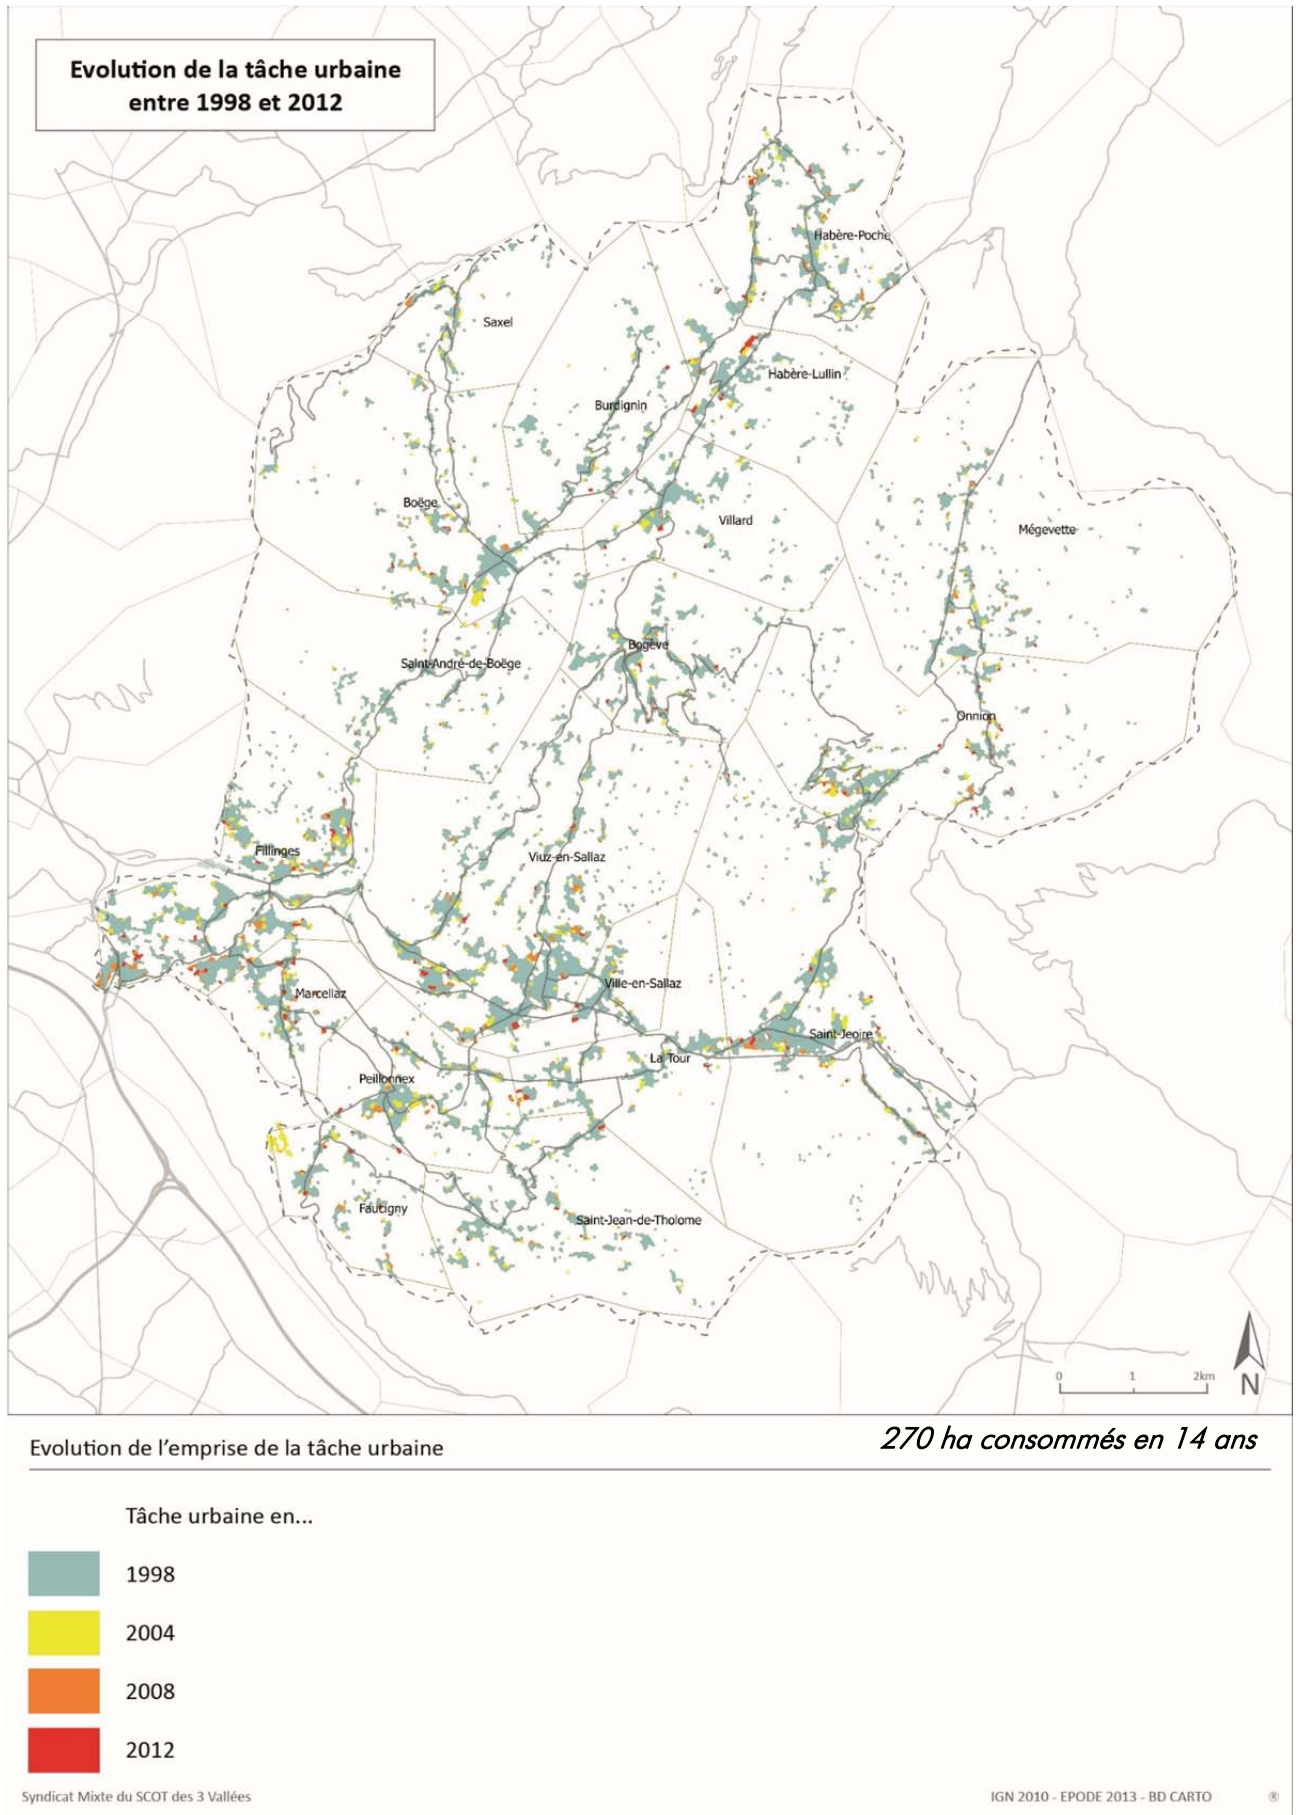 Evolution de la tâche urbaine
entre 1998 et 2012
Habère-Poche
Saxel
Habère-Lullin
Burdignin
Boëge
Villard
Mégevette
Bogève
Saint-André-de-Boëge
Onnion
Fillinges
Viuz-en-Sallaz
Ville-en-Sallaz
Marcellaz
Saint-Jeoire
La Tour
Peillonnex
Faucigny
Saint-Jean-de-Tholome
0 1 2km
N
270 ha consommés en 14 ans
Evolution de l'emprise de la tâche urbaine
Tâche urbaine en...
1998
2004
2008
2012
Syndicat Mixte du SCOT des 3 Vallées
IGN 2010 - EPODE 2013 - BD CARTO ®